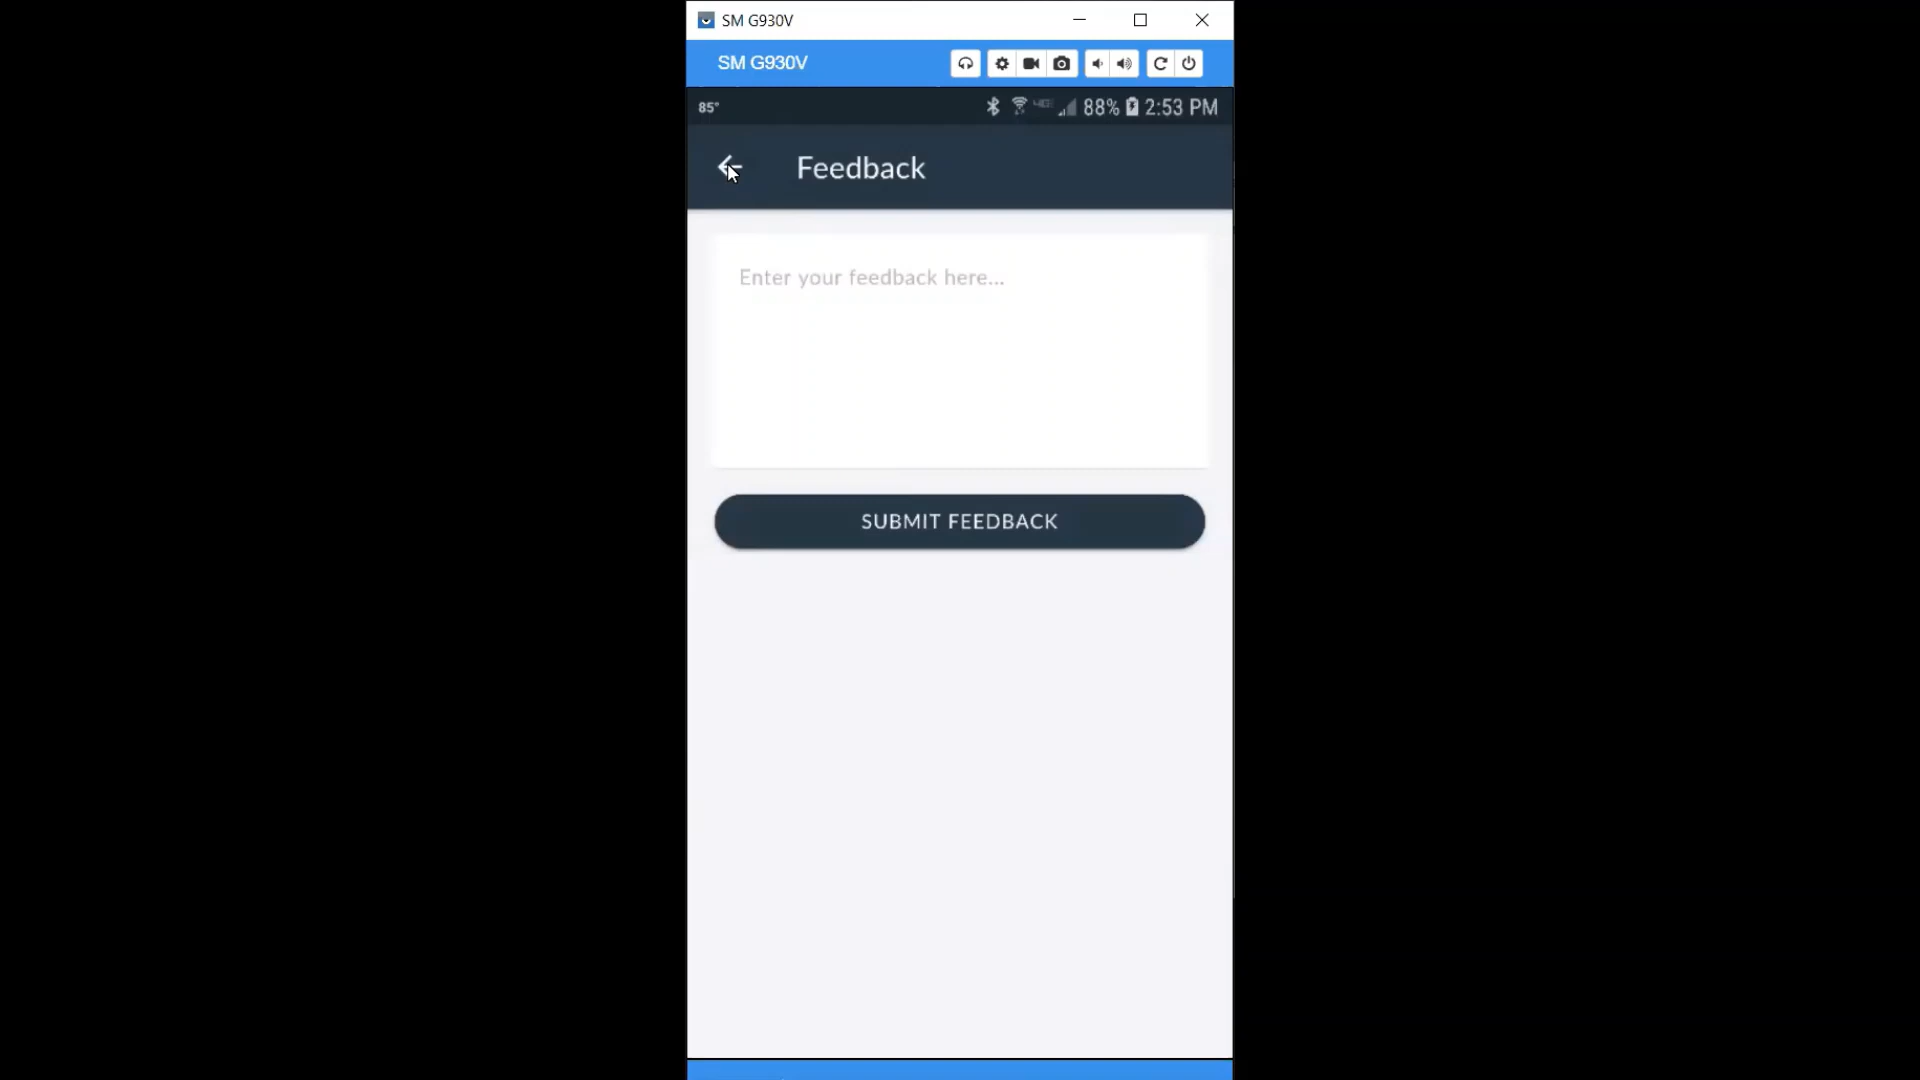 SM G930V
SM G930V
85°
88% 2:53 PM
Feedback
Enter your feedback here...
SUBMIT FEEDBACK